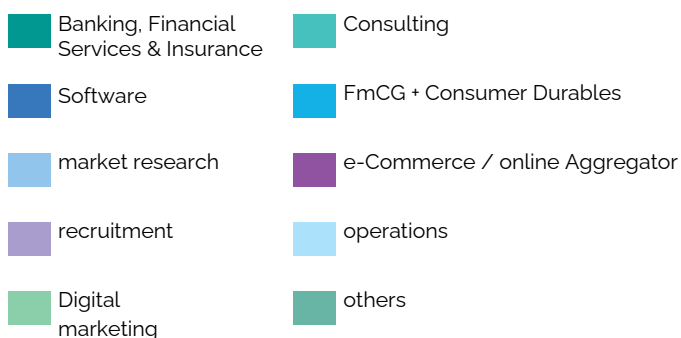 Banking, Financial
Services & Insurance
Consulting
Software
FmCG + Consumer Durables
market research
e-Commerce / online Aggregator
recruitment
operations
Digital
marketing
others